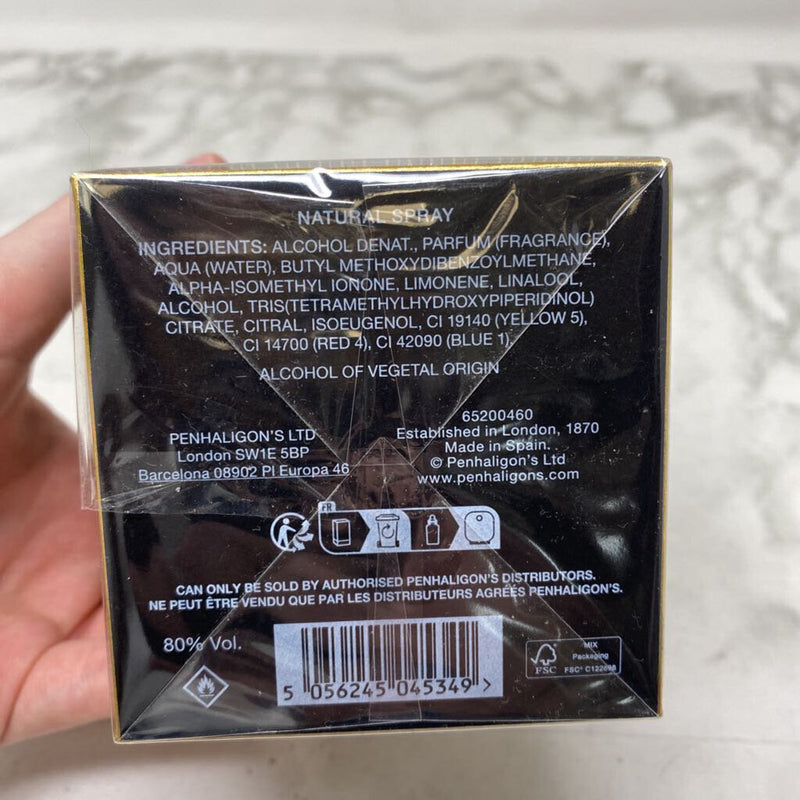 NATURAL SPRAY
INGREDIENTS: ALCOHOL DENAT., PARFUM (FRAGRANCE),
AQUA (WATER), BUTYL METHOXYDIBENZOYLMETHANE,
ALPHA-ISOMETHYL IONONE, LIMONENE, LINALOOL,
ALCOHOL, TRIS(TETRAMETHYLHYDROXYPIPERIDINOL)
CITRATE, CITRAL, ISOEUGENOL, CI 19140 (YELLOW 5),
CI 14700 (RED 4), CI 42090 (BLUE 1).
ALCOHOL OF VEGETAL ORIGIN
PENHALIGON'S LTD
London SW1E 5BP
Barcelona 08902 Pl Europa 46
65200460
Established in London, 1870
Made in Spain.
© Penhaligon's Ltd
www.penhaligons.com
FR
CAN ONLY BE SOLD BY AUTHORISED PENHALIGON'S DISTRIBUTORS.
NE PEUT ÊTRE VENDU QUE PAR LES DISTRIBUTEURS AGRÉÉS PENHALIGON'S.
80% Vol.
5 056245 045349 >
FSC
MIX
Packaging
FSC®